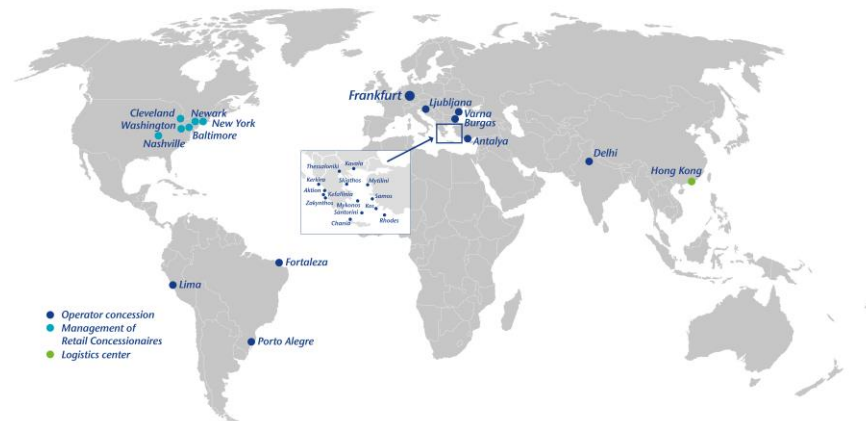 Cleveland
Newark
Washington
New York
Baltimore
Nashville
Frankfurt
Ljubljana
Varna
Burgas
Antalya
Delhi
Hong Kong
Thessaloniki
Kavala
Kerkira
Skiathos
Mytilini
Aktion
Kefallinia
Samos
Zakynthos
Mykonos
Kos
Santorini
Rhodes
Chania
Fortaleza
Lima
Porto Alegre
Operator concession
Management of
Retail Concessionaires
Logistics center